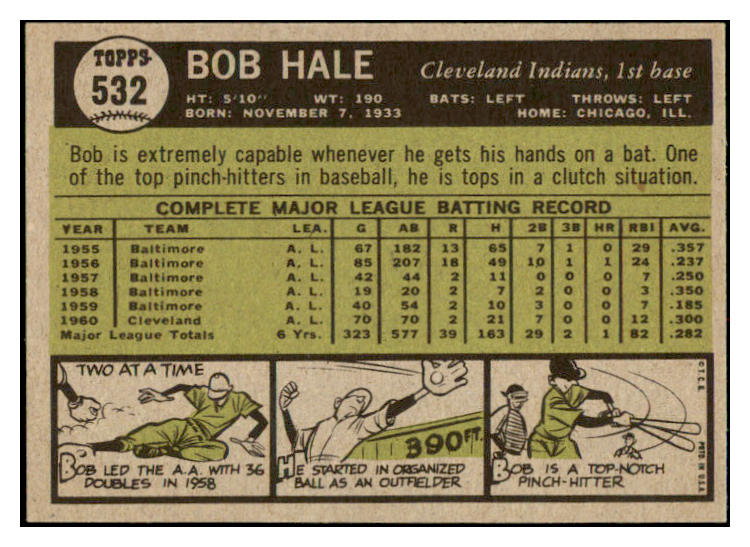 TOPPS
532
BOB HALE
Cleveland Indians, 1st base
HT: 5'10" WT: 190 BATS: LEFT THROWS: LEFT
BORN: NOVEMBER 7, 1933 HOME: CHICAGO, ILL.
Bob is extremely capable whenever he gets his hands on a bat. One
of the top pinch-hitters in baseball, he is tops in a clutch situation.
COMPLETE MAJOR LEAGUE BATTING RECORD
YEAR TEAM LEA. G AB R H 2B 3B HR RBI AVG.
1955 Baltimore A. L. 67 182 13 65 7 1 0 29 .357
1956 Baltimore A. L. 85 207 18 49 10 1 1 24 .237
1957 Baltimore A. L. 42 44 2 11 0 0 0 7 .250
1958 Baltimore A. L. 19 20 2 7 2 0 0 3 .350
1959 Baltimore A. L. 40 54 2 10 3 0 0 7 .185
1960 Cleveland A. L. 70 70 2 21 7 0 0 12 .300
Major League Totals 6 Yrs. 323 577 39 163 29 2 1 82 .282
TWO AT A TIME
BOB LED THE A.A. WITH 36
DOUBLES IN 1958
390 FT.
HE STARTED IN ORGANIZED
BALL AS AN OUTFIELDER
BOB IS A TOP-NOTCH
PINCH-HITTER
© T.C.G.
PRTD. IN U.S.A.